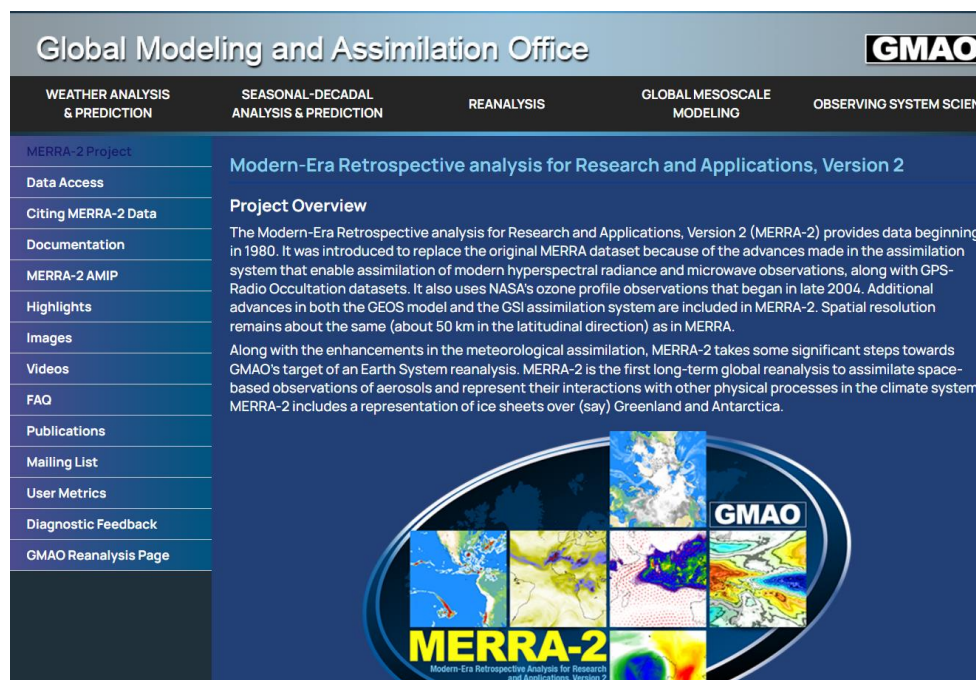 Global Modeling and Assimilation Office
GMAO
WEATHER ANALYSIS
& PREDICTION
SEASONAL-DECADAL
ANALYSIS & PREDICTION
REANALYSIS
GLOBAL MESOSCALE
MODELING
OBSERVING SYSTEM SCIEN
MERRA-2 Project
Data Access
Citing MERRA-2 Data
Documentation
MERRA-2 AMIP
Highlights
Images
Videos
FAQ
Publications
Mailing List
User Metrics
Diagnostic Feedback
GMAO Reanalysis Page
Modern-Era Retrospective analysis for Research and Applications, Version 2
Project Overview
The Modern-Era Retrospective analysis for Research and Applications, Version 2 (MERRA-2) provides data beginning
in 1980. It was introduced to replace the original MERRA dataset because of the advances made in the assimilation
system that enable assimilation of modern hyperspectral radiance and microwave observations, along with GPS-
Radio Occultation datasets. It also uses NASA's ozone profile observations that began in late 2004. Additional
advances in both the GEOS model and the GSI assimilation system are included in MERRA-2. Spatial resolution
remains about the same (about 50 km in the latitudinal direction) as in MERRA.
Along with the enhancements in the meteorological assimilation, MERRA-2 takes some significant steps towards
GMAO's target of an Earth System reanalysis. MERRA-2 is the first long-term global reanalysis to assimilate space-
based observations of aerosols and represent their interactions with other physical processes in the climate system
MERRA-2 includes a representation of ice sheets over (say) Greenland and Antarctica.
GMAO
MERRA-2
Modern-Era Retrospective Analysis for Research
and Applications, Version 2